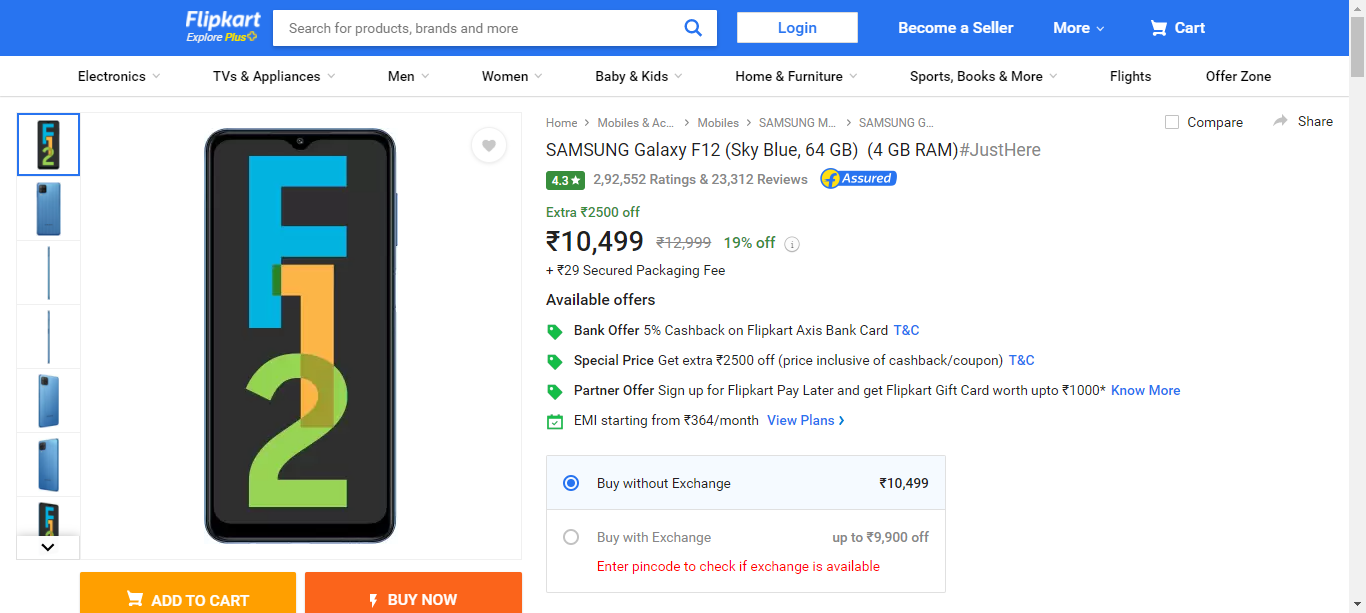 Flipkart
Explore Plus
Search for products, brands and more
Login
Become a Seller
More
Cart
Electronics
TVs & Appliances
Men
Women
Baby & Kids
Home & Furniture
Sports, Books & More
Flights
Offer Zone
F12
Home
Mobiles & Ac...
Mobiles
SAMSUNG M...
SAMSUNG G...
Compare
Share
SAMSUNG Galaxy F12 (Sky Blue, 64 GB) (4 GB RAM)#JustHere
4.3★ 2,92,552 Ratings & 23,312 Reviews Assured
Extra ₹2500 off
₹10,499 ₹12,999 19% off
+ ₹29 Secured Packaging Fee
Available offers
Bank Offer 5% Cashback on Flipkart Axis Bank Card T&C
Special Price Get extra ₹2500 off (price inclusive of cashback/coupon) T&C
Partner Offer Sign up for Flipkart Pay Later and get Flipkart Gift Card worth upto ₹1000* Know More
EMI starting from ₹364/month View Plans
Buy without Exchange ₹10,499
Buy with Exchange up to ₹9,900 off
Enter pincode to check if exchange is available
ADD TO CART
BUY NOW